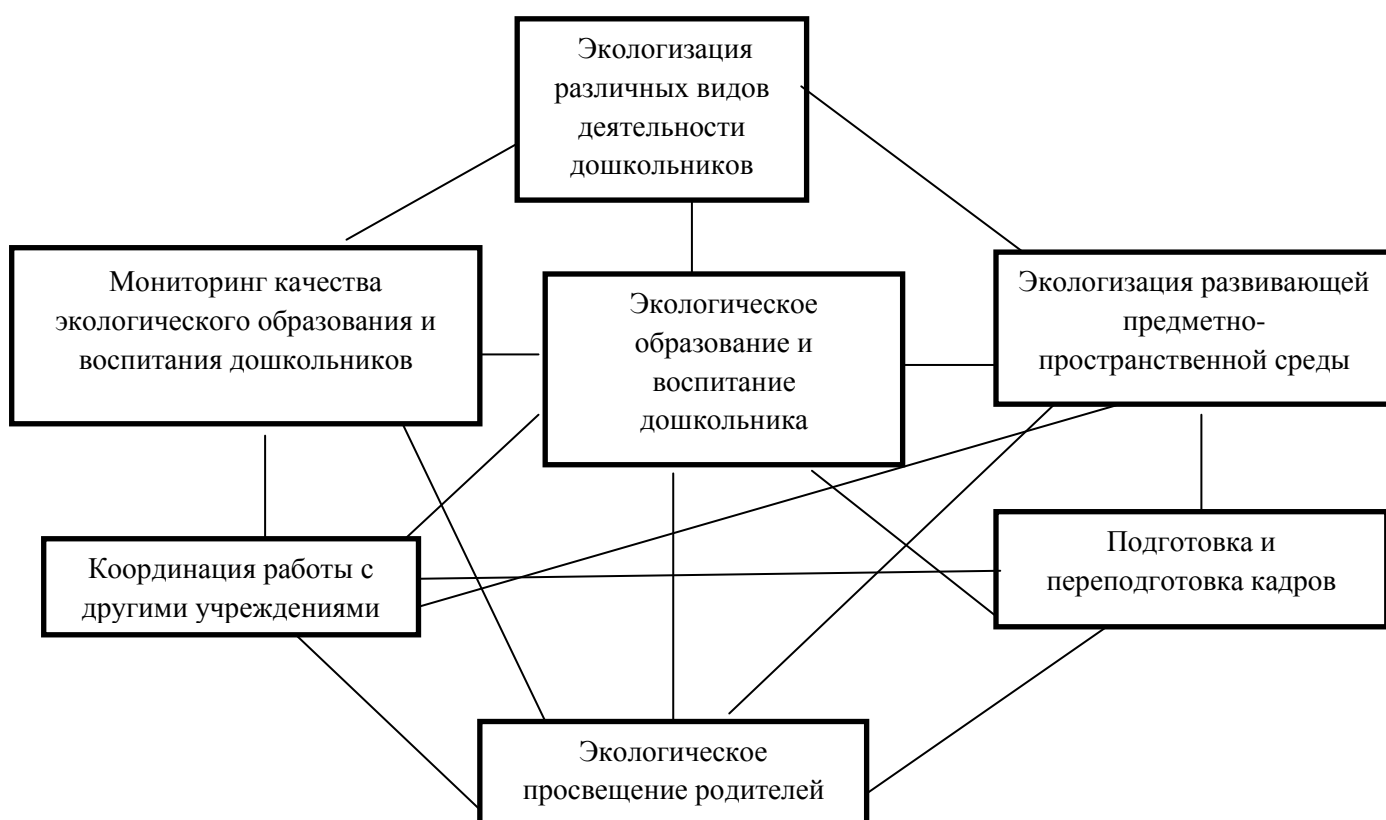 Экологизация
различных видов
деятельности
дошкольников
Мониторинг качества
экологического образования и
воспитания дошкольников
Экологическое
образование и
воспитание
дошкольника
Экологизация развивающей
предметно-
пространственной среды
Координация работы с
другими учреждениями
Подготовка и
переподготовка кадров
Экологическое
просвещение родителей